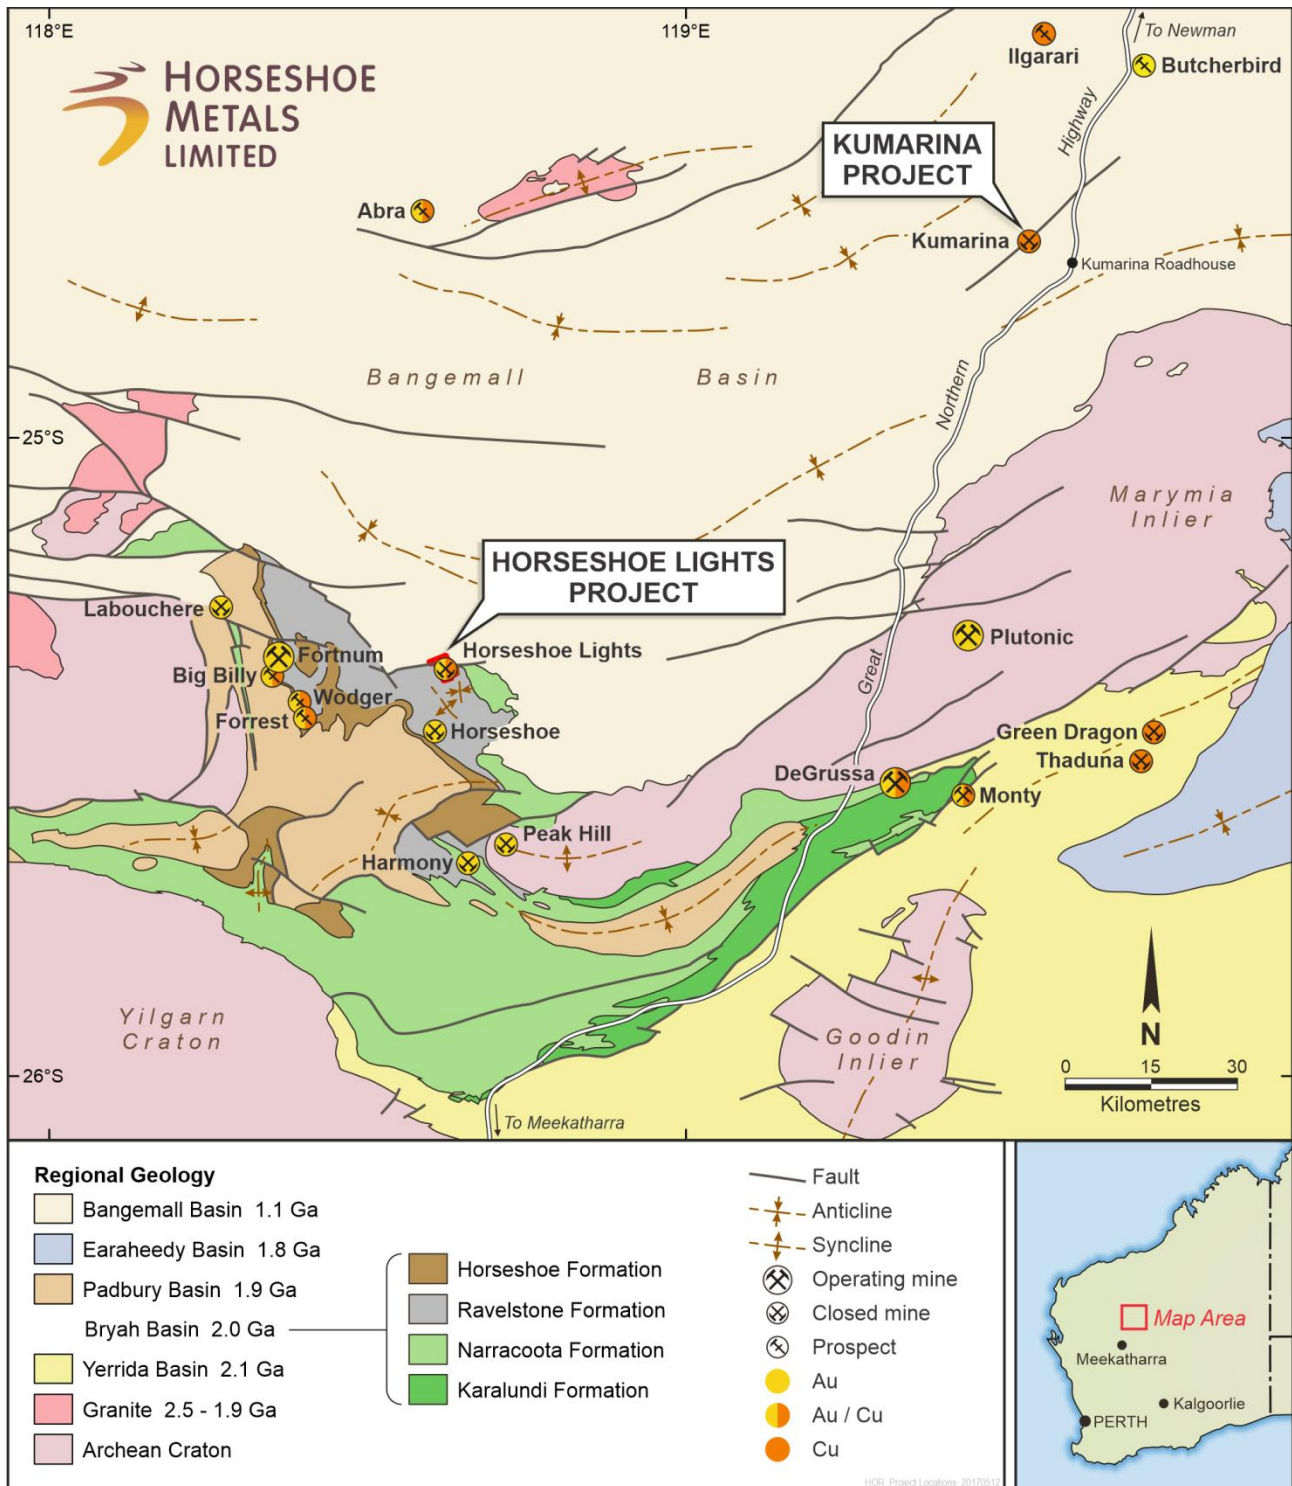 118°E
119°E
To Newman
HORSESHOE
METALS
LIMITED
Ilgarari
Butcherbird
Highway
KUMARINA
PROJECT
Abra
Kumarina
Kumarina Roadhouse
Bangemall Basin
Northern
25°S
Marymia
Inlier
HORSESHOE LIGHTS
PROJECT
Labouchere
Fortnum
Horseshoe Lights
Plutonic
Big Billy
Great
Wodger
Forrest
Horseshoe
Green Dragon
Thaduna
DeGrussa
Monty
Peak Hill
Harmony
Yilgarn
Craton
Goodin
Inlier
N
26°S
0 15 30
Kilometres
To Meekatharra
Regional Geology
Bangemall Basin 1.1 Ga
Earaheedy Basin 1.8 Ga
Padbury Basin 1.9 Ga
Bryah Basin 2.0 Ga
Yerrida Basin 2.1 Ga
Granite 2.5 - 1.9 Ga
Archean Craton
Horseshoe Formation
Ravelstone Formation
Narracoota Formation
Karalundi Formation
Fault
Anticline
Syncline
Operating mine
Closed mine
Prospect
Au
Au / Cu
Cu
HOR_Project Locations_20170512
Map Area
Meekatharra
Kalgoorlie
PERTH